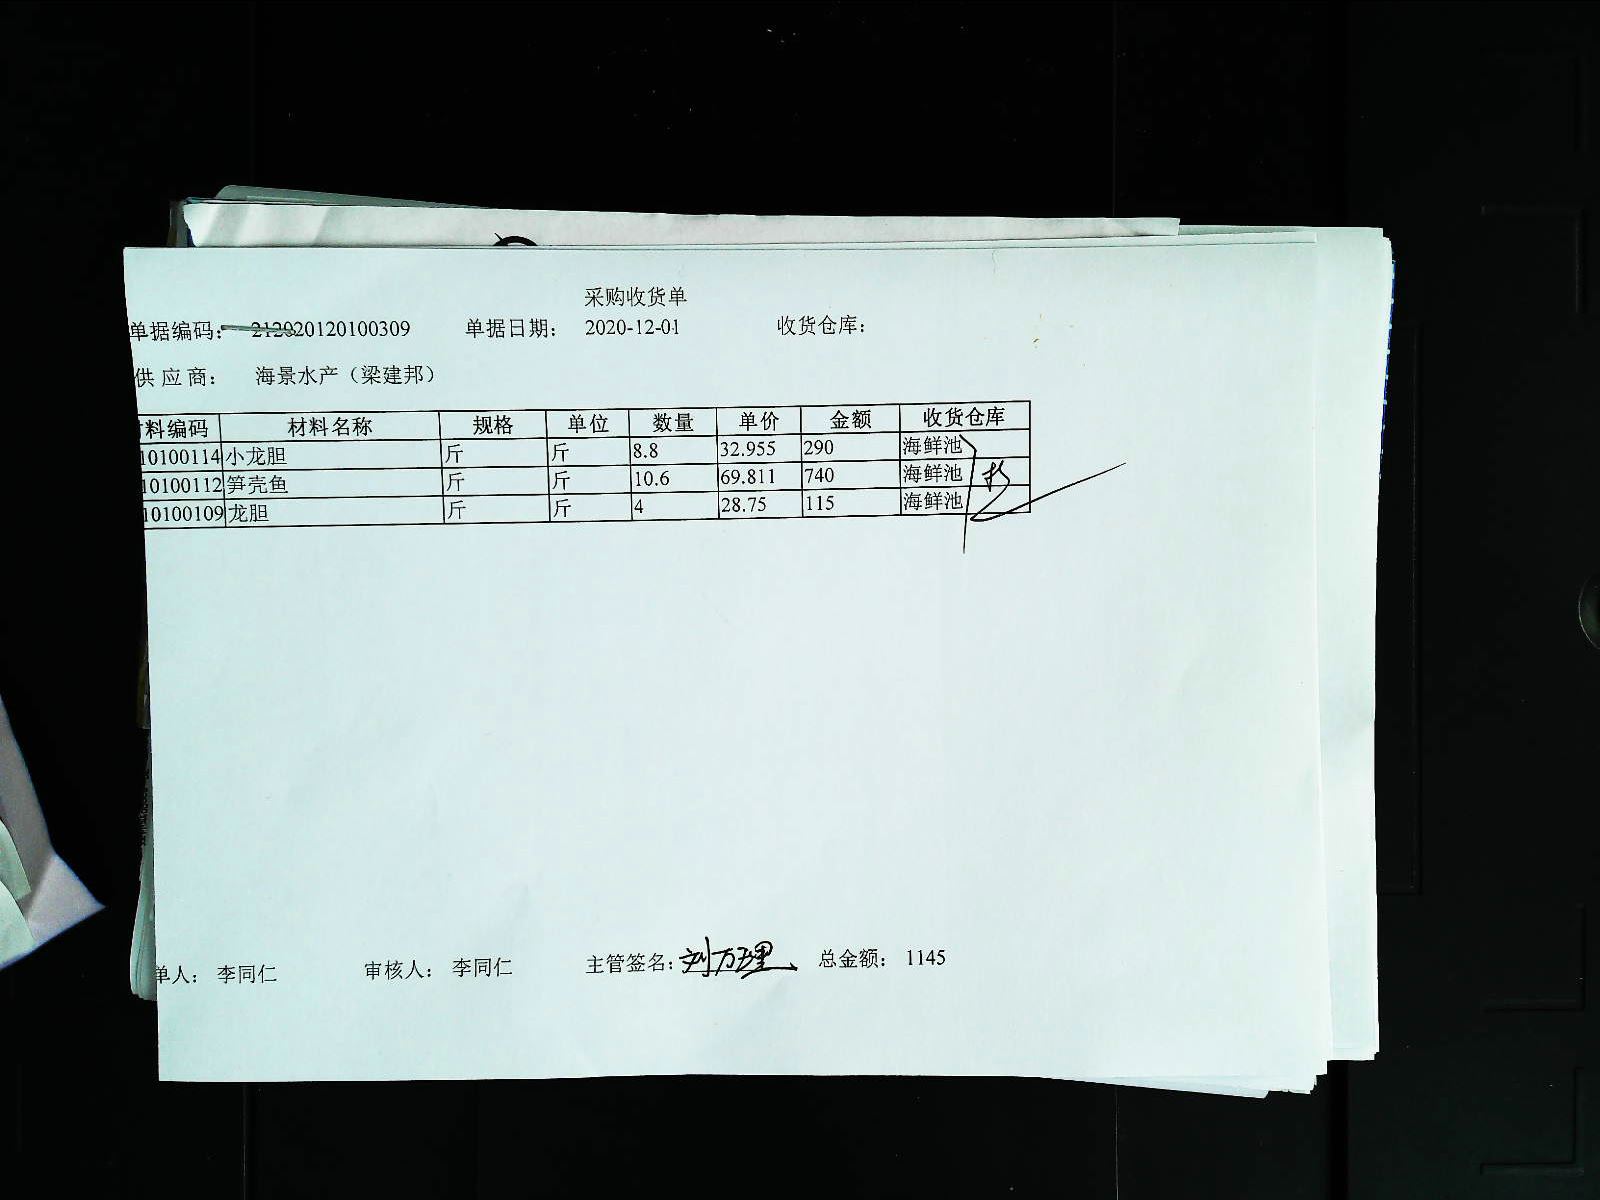 采购收货单
单据编码： 212020120100309 单据日期： 2020-12-01 收货仓库：
供应商： 海景水产（梁建邦）
料编码 材料名称 规格 单位 数量 单价 金额 收货仓库
10100114 小龙胆 斤 斤 8.8 32.955 290 海鲜池
10100112 笋壳鱼 斤 斤 10.6 69.811 740 海鲜池
10100109 龙胆 斤 斤 4 28.75 115 海鲜池
单人： 李同仁 审核人： 李同仁 主管签名： 刘万理 总金额： 1145